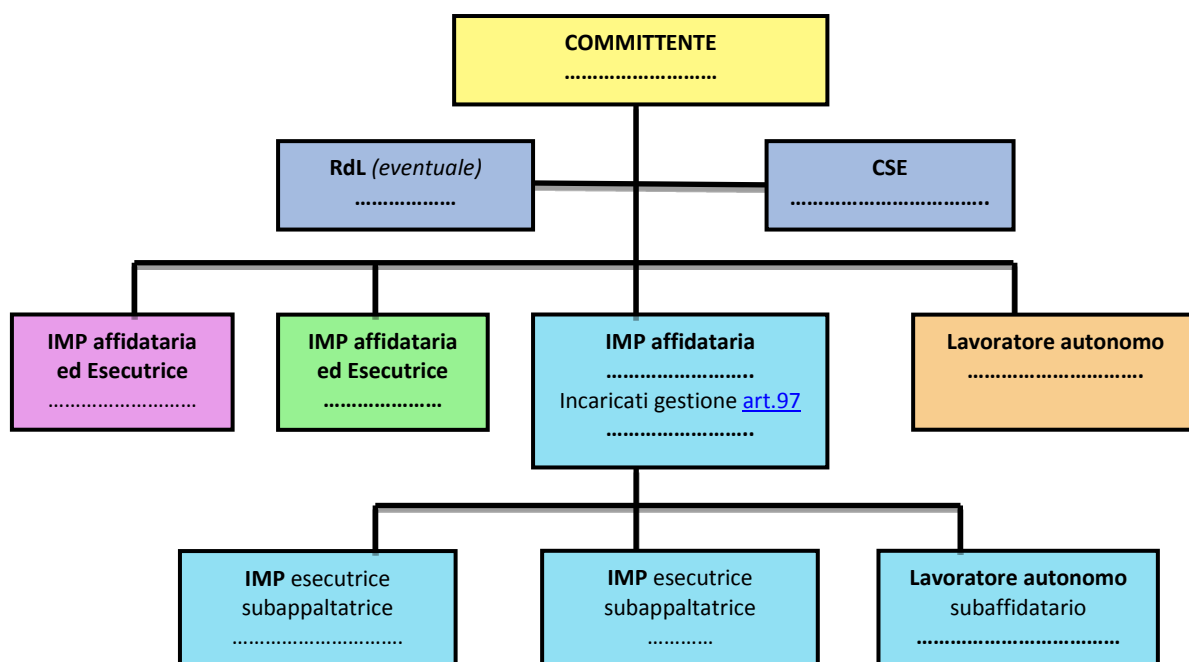 COMMITTENTE
………………………
RdL (eventuale)
………………
CSE
……………………………..
IMP affidataria
ed Esecutrice
………………………
IMP affidataria
ed Esecutrice
…………………
IMP affidataria
……………………..
Incaricati gestione art.97
……………………..
Lavoratore autonomo
……………………….
IMP esecutrice
subappaltatrice
……………………….
IMP esecutrice
subappaltatrice
…………
Lavoratore autonomo
subaffidatario
………………………………